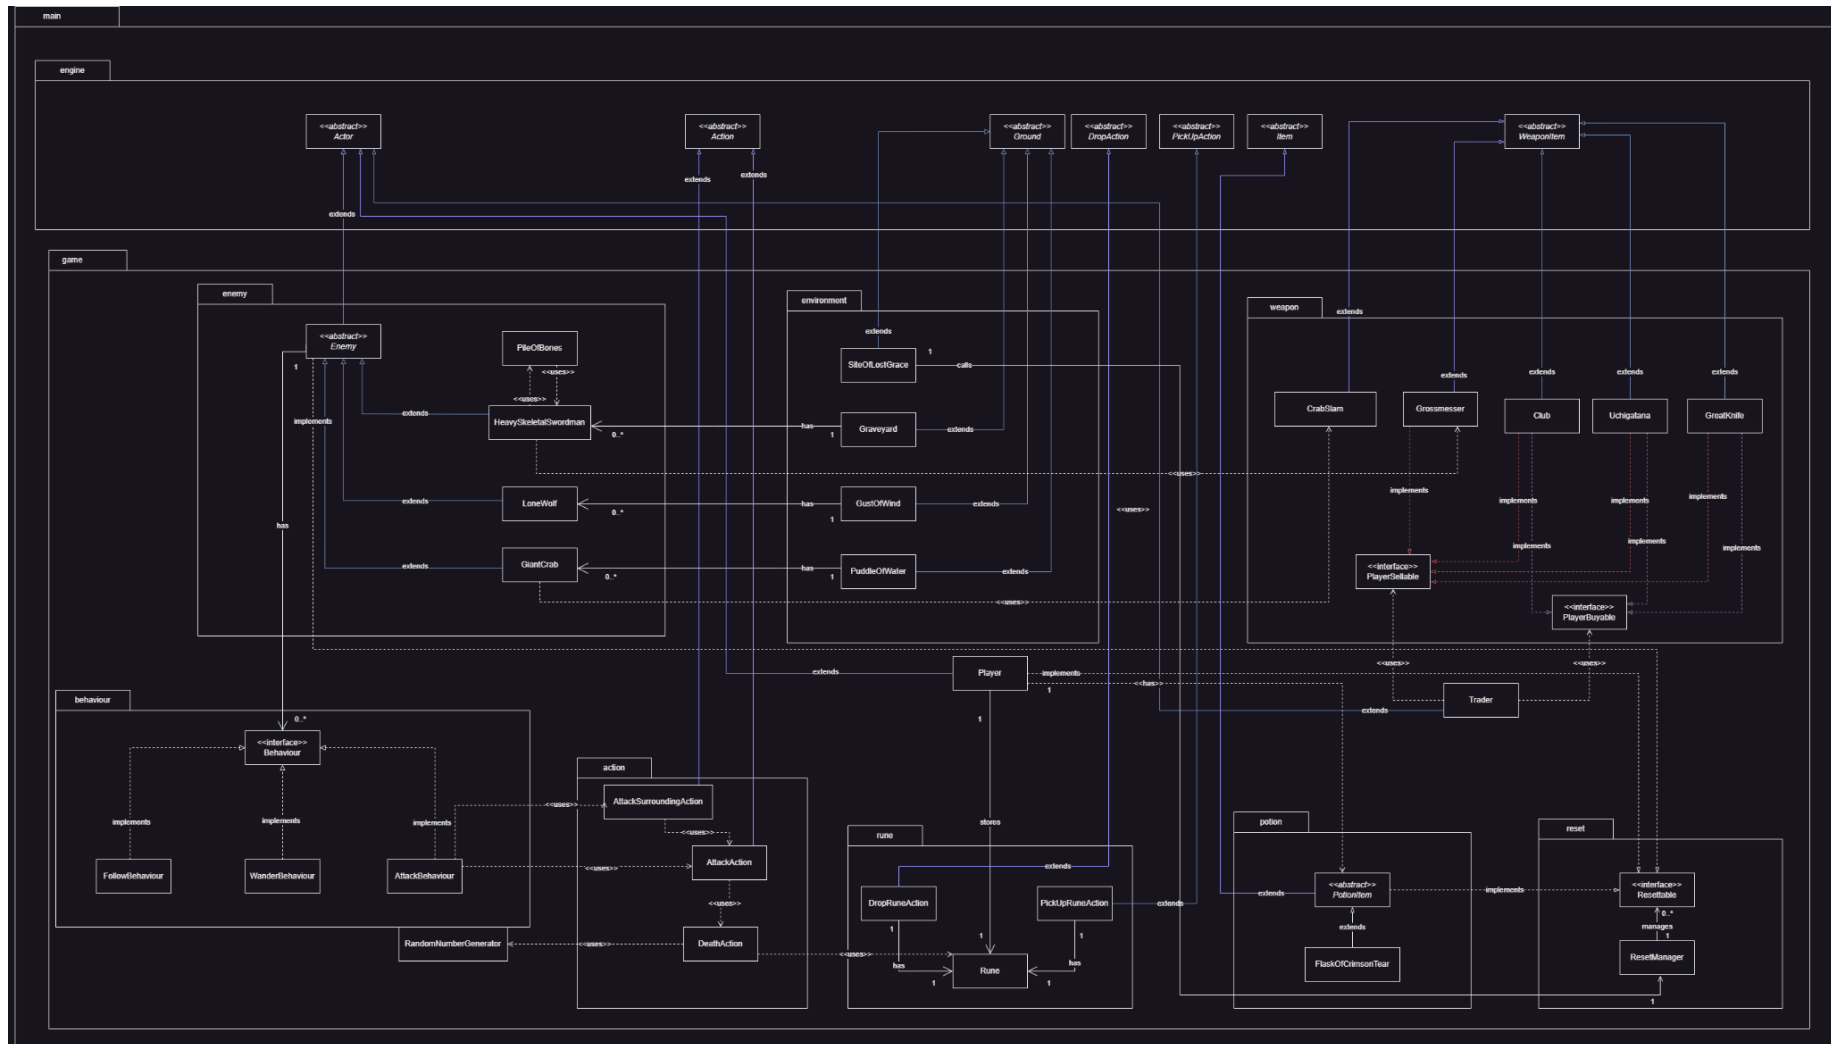 main
engine
<<abstract>>
Actor
<<abstract>>
Action
<<abstract>>
Ground
<<abstract>>
DropAction
<<abstract>>
PickUpAction
<<abstract>>
Item
<<abstract>>
WeaponItem
extends
extends
extends
game
enemy
environment
weapon
<<abstract>>
Enemy
1
PileOfBones
<<uses>>
<<uses>>
HeavySkeletalSwordman
extends
implements
0..*
has
1
extends
SiteOfLostGrace
1
calls
Graveyard
extends
extends
extends
extends
extends
extends
CrabSlam
Grossmesser
Club
Uchigatana
GreatKnife
<<uses>>
LoneWolf
extends
0..*
has
1
GustOfWind
extends
<<uses>>
implements
implements
implements
implements
implements
implements
implements
has
GiantCrab
extends
0..*
has
1
PuddleOfWater
extends
<<uses>>
<<interface>>
PlayerSellable
<<interface>>
PlayerBuyable
<<uses>>
<<uses>>
extends
Player
implements
1
<<has>>
1
extends
Trader
behaviour
0..*
<<interface>>
Behaviour
implements
implements
implements
FollowBehaviour
WanderBehaviour
AttackBehaviour
<<uses>>
<<uses>>
action
AttackSurroundingAction
<<uses>>
AttackAction
<<uses>>
DeathAction
RandomNumberGenerator
<<uses>>
<<uses>>
stores
rune
extends
DropRuneAction
PickUpRuneAction
extends
1
1
1
has
has
1
1
Rune
potion
extends
<<abstract>>
PotionItem
implements
extends
FlaskOfCrimsonTear
reset
<<interface>>
Resettable
0..*
manages
1
ResetManager
1